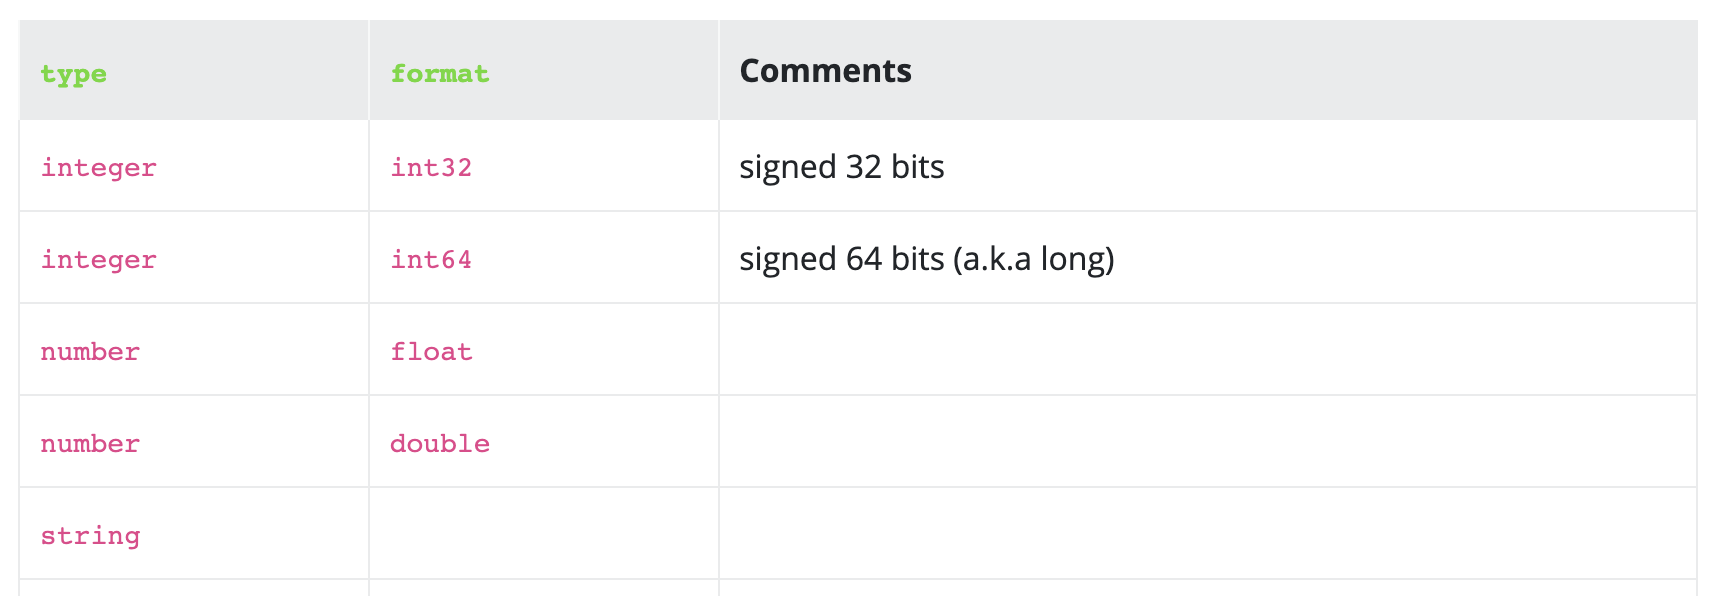 type format Comments
integer int32 signed 32 bits
integer int64 signed 64 bits (a.k.a long)
number float
number double
string